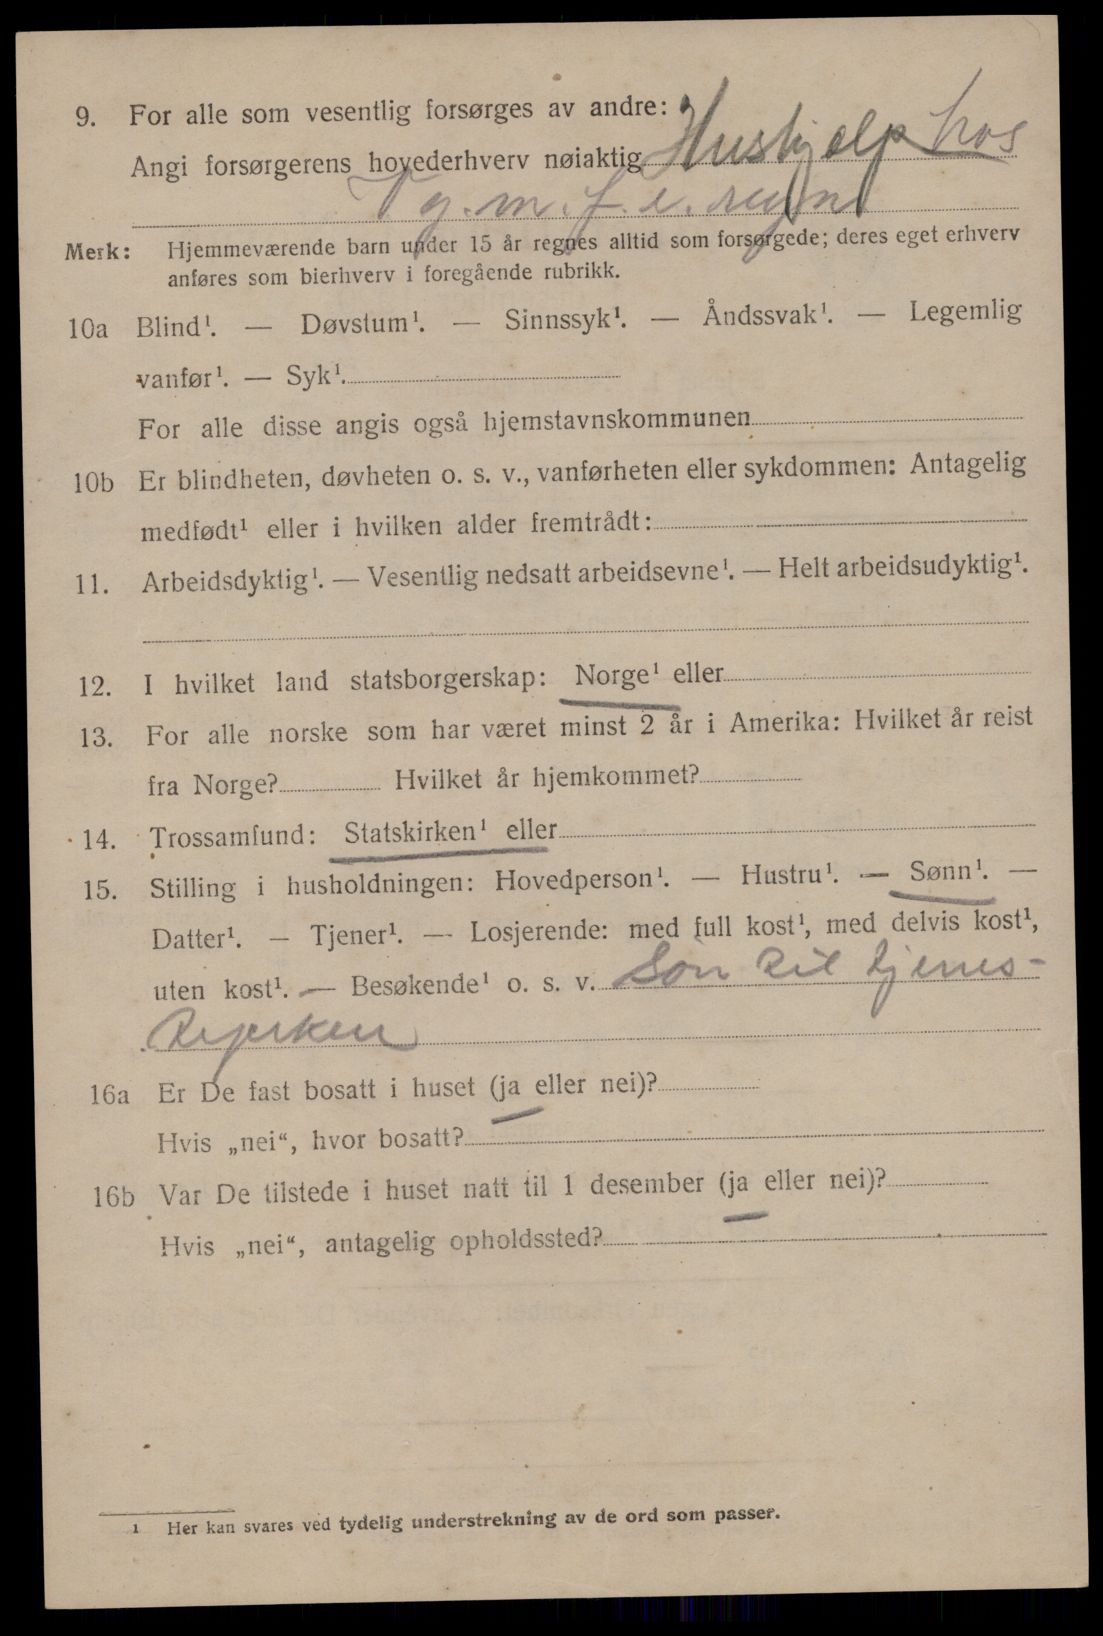 9. For alle som vesentlig forsørges av andre:
Angi forsørgerens hovederhverv nøiaktig Hushjelp hos
g.m.f.e. regn
Merk: Hjemmeværende barn under 15 år regnes alltid som forsørgede; deres eget erhverv
anføres som bierhverv i foregående rubrikk.
10a Blind¹. — Døvstum¹. — Sinnssyk¹. — Åndssvak¹. — Legemlig
vanfør¹. — Syk¹.
For alle disse angis også hjemstavnskommunen
10b Er blindheten, døvheten o. s. v., vanførheten eller sykdommen: Antagelig
medfødt¹ eller i hvilken alder fremtrådt:
11. Arbeidsdyktig¹. — Vesentlig nedsatt arbeidsevne¹. — Helt arbeidsudyktig¹.
12. I hvilket land statsborgerskap: Norge¹ eller
13. For alle norske som har været minst 2 år i Amerika: Hvilket år reist
fra Norge? Hvilket år hjemkommet?
14. Trossamfund: Statskirken¹ eller
15. Stilling i husholdningen: Hovedperson¹. — Hustru¹. — Sønn¹. —
Datter¹. — Tjener¹. — Losjerende: med full kost¹, med delvis kost¹,
uten kost¹. — Besøkende¹ o. s. v. Søn til tjenes-
16a Er De fast bosatt i huset (ja eller nei)?
Hvis „nei“, hvor bosatt?
16b Var De tilstede i huset natt til 1 desember (ja eller nei)?
Hvis „nei“, antagelig opholdssted?
1 Her kan svares ved tydelig understrekning av de ord som passer.